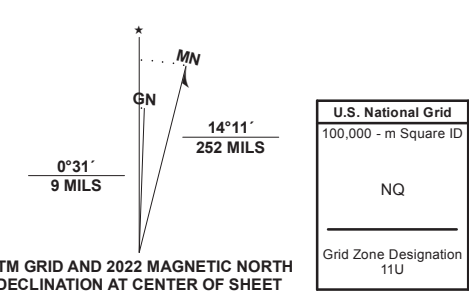 ★
MN
GN
14°11´
252 MILS
0°31´
9 MILS
TM GRID AND 2022 MAGNETIC NORTH
DECLINATION AT CENTER OF SHEET
U.S. National Grid
100,000 - m Square ID
NQ
Grid Zone Designation
11U